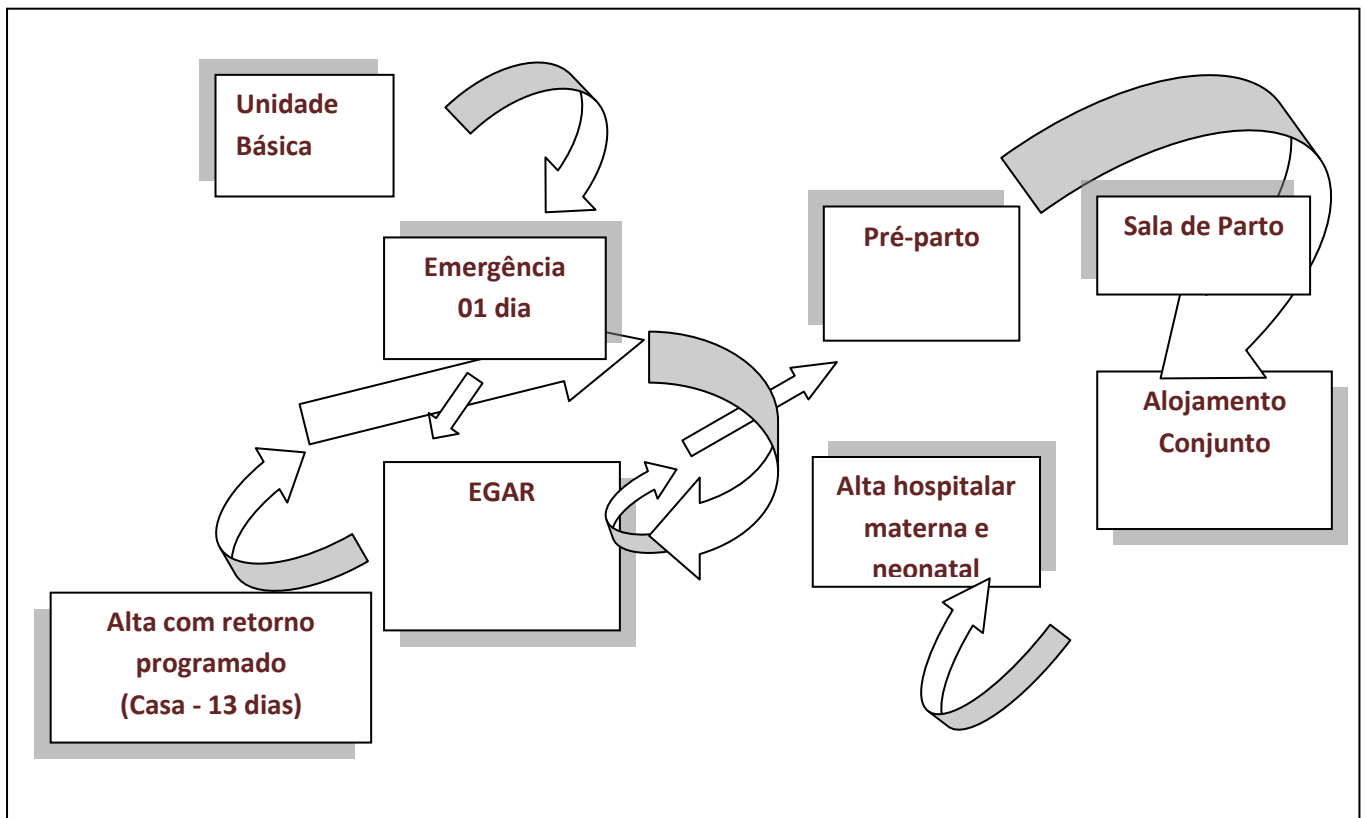 Unidade
Básica
Emergência
01 dia
Pré-parto
Sala de Parto
EGAR
Alojamento
Conjunto
Alta hospitalar
materna e
neonatal
Alta com retorno
programado
(Casa - 13 dias)